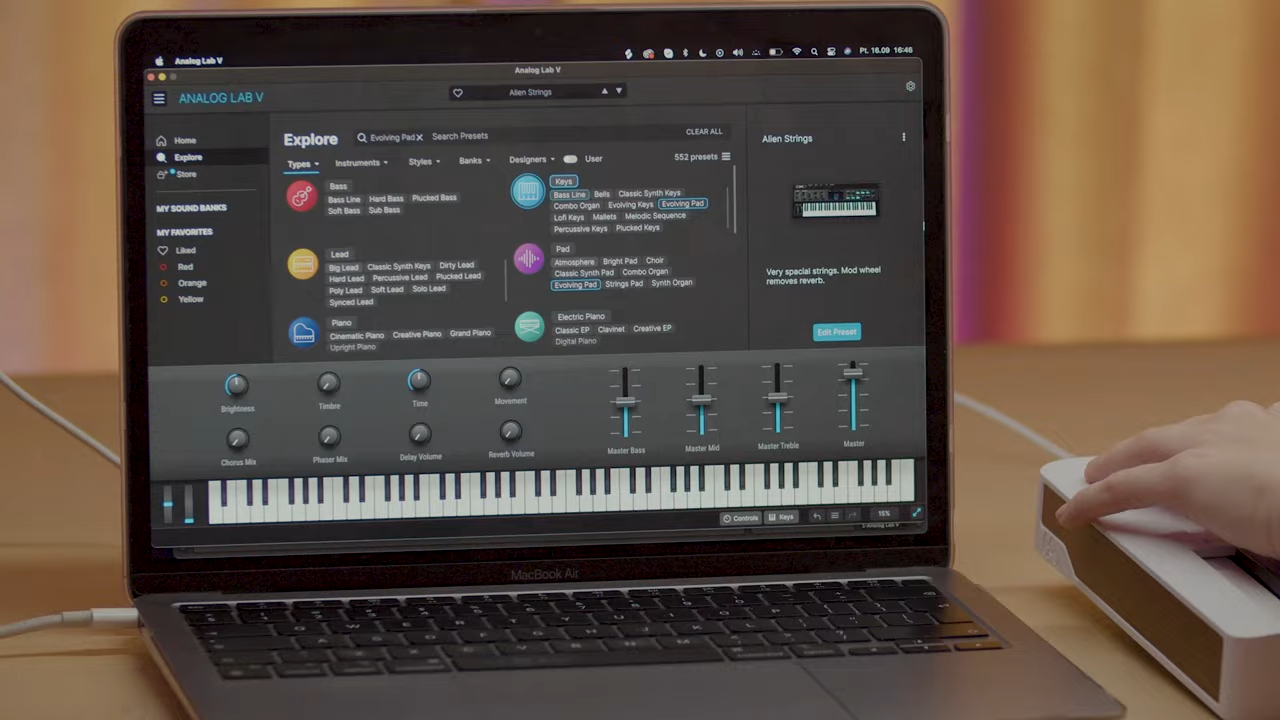 Analog Lab V
Pt. 16.09 16:46
Analog Lab V
ANALOG LAB V
Alien Strings
Home
Explore
Store
MY SOUND BANKS
MY FAVORITES
Liked
Red
Orange
Yellow
Explore
Evolving Pad X Search Presets
CLEAR ALL
Types Instruments Styles Banks Designers User 552 presets
Bass
Bass Line Hard Bass Plucked Bass
Soft Bass Sub Bass
Keys
Bass Line Bells Classic Synth Keys
Combo Organ Evolving Keys Evolving Pad
Lofi Keys Mallets Melodic Sequence
Percussive Keys Plucked Keys
Lead
Big Lead Classic Synth Keys Dirty Lead
Hard Lead Percussive Lead Plucked Lead
Poly Lead Soft Lead Solo Lead
Synced Lead
Pad
Atmosphere Bright Pad Choir
Classic Synth Pad Combo Organ
Evolving Pad Strings Pad Synth Organ
Piano
Cinematic Piano Creative Piano Grand Piano
Upright Piano
Electric Piano
Classic EP Clavinet Creative EP
Digital Piano
Alien Strings
Very special strings. Mod wheel
removes reverb.
Edit Preset
Brightness Timbre Time Movement
Chorus Mix Phaser Mix Delay Volume Reverb Volume
Master Bass Master Mid Master Treble Master
Controls Keys 15%
MacBook Air